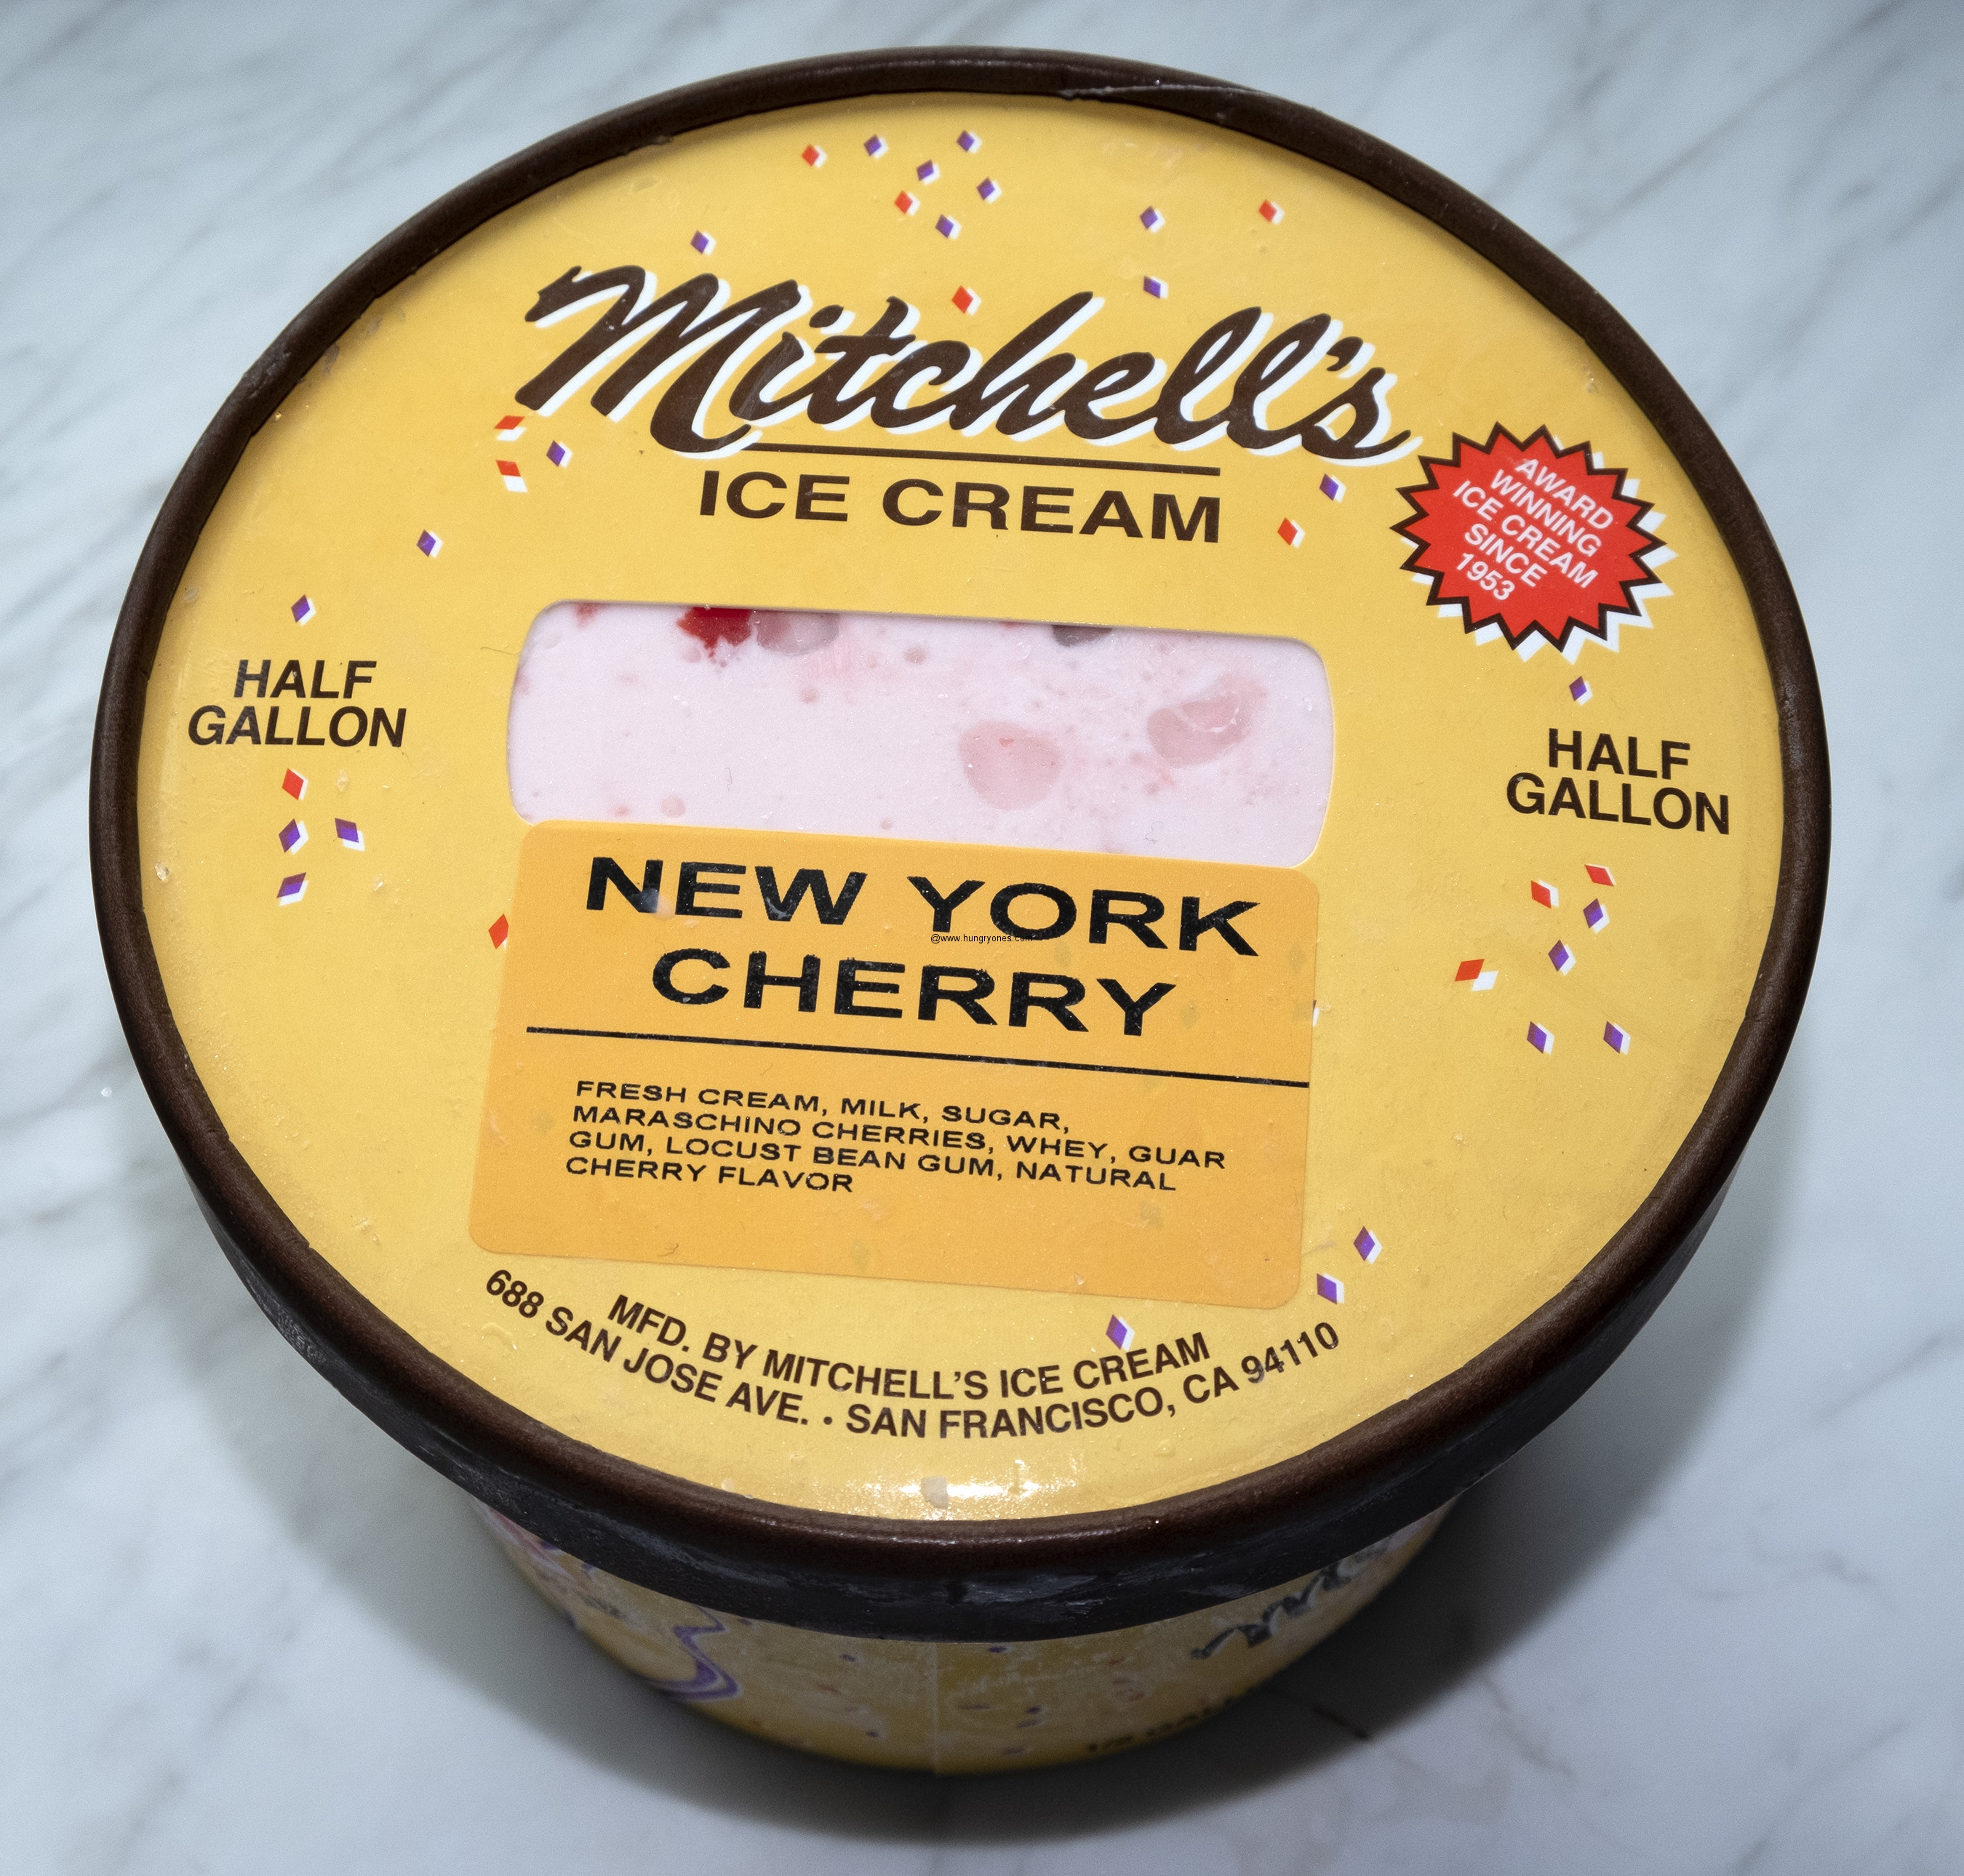 Mitchell's
ICE CREAM
AWARD
WINNING
ICE CREAM
SINCE
1953
HALF
GALLON
HALF
GALLON
NEW YORK
@www.hungryones.com
CHERRY
FRESH CREAM, MILK, SUGAR,
MARASCHINO CHERRIES, WHEY, GUAR
GUM, LOCUST BEAN GUM, NATURAL
CHERRY FLAVOR
MFD. BY MITCHELL'S ICE CREAM
688 SAN JOSE AVE. • SAN FRANCISCO, CA 94110